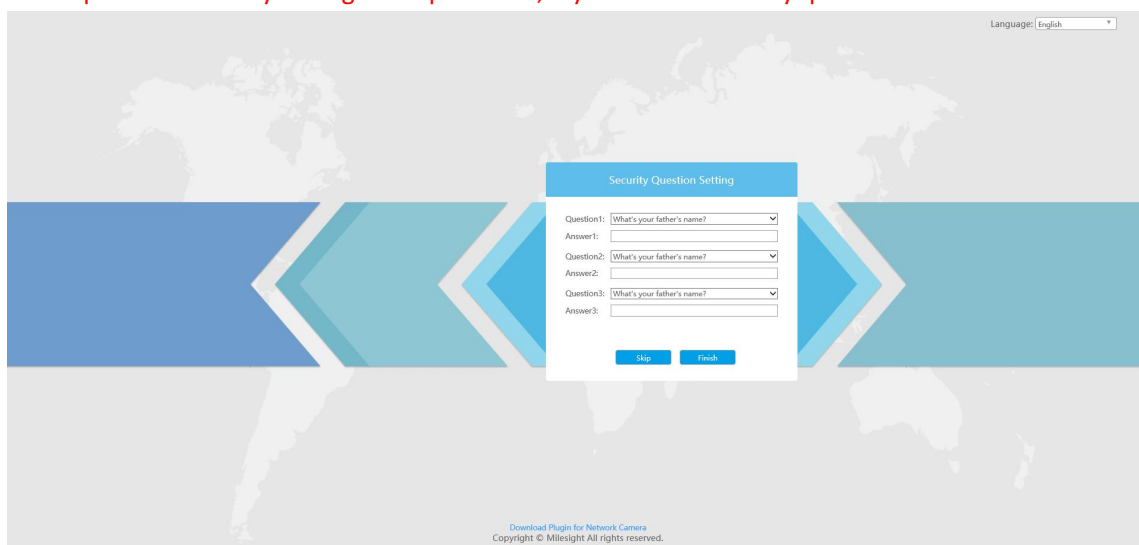 Language: English
Security Question Setting
Question1: What's your father's name?
Answer1:
Question2: What's your father's name?
Answer2:
Question3: What's your father's name?
Answer3:
Skip Finish
Download Plugin for Network Camera
Copyright © Milesight All rights reserved.